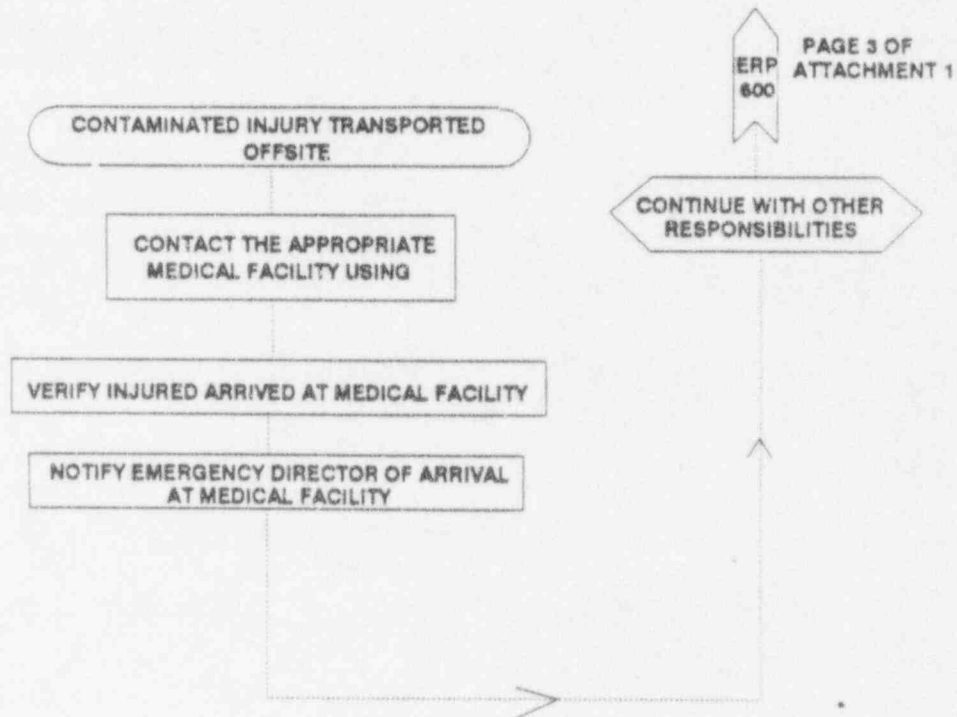 CONTAMINATED INJURY TRANSPORTED
OFFSITE
CONTACT THE APPROPRIATE
MEDICAL FACILITY USING
VERIFY INJURED ARRIVED AT MEDICAL FACILITY
NOTIFY EMERGENCY DIRECTOR OF ARRIVAL
AT MEDICAL FACILITY
ERP
600
PAGE 3 OF
ATTACHMENT 1
CONTINUE WITH OTHER
RESPONSIBILITIES